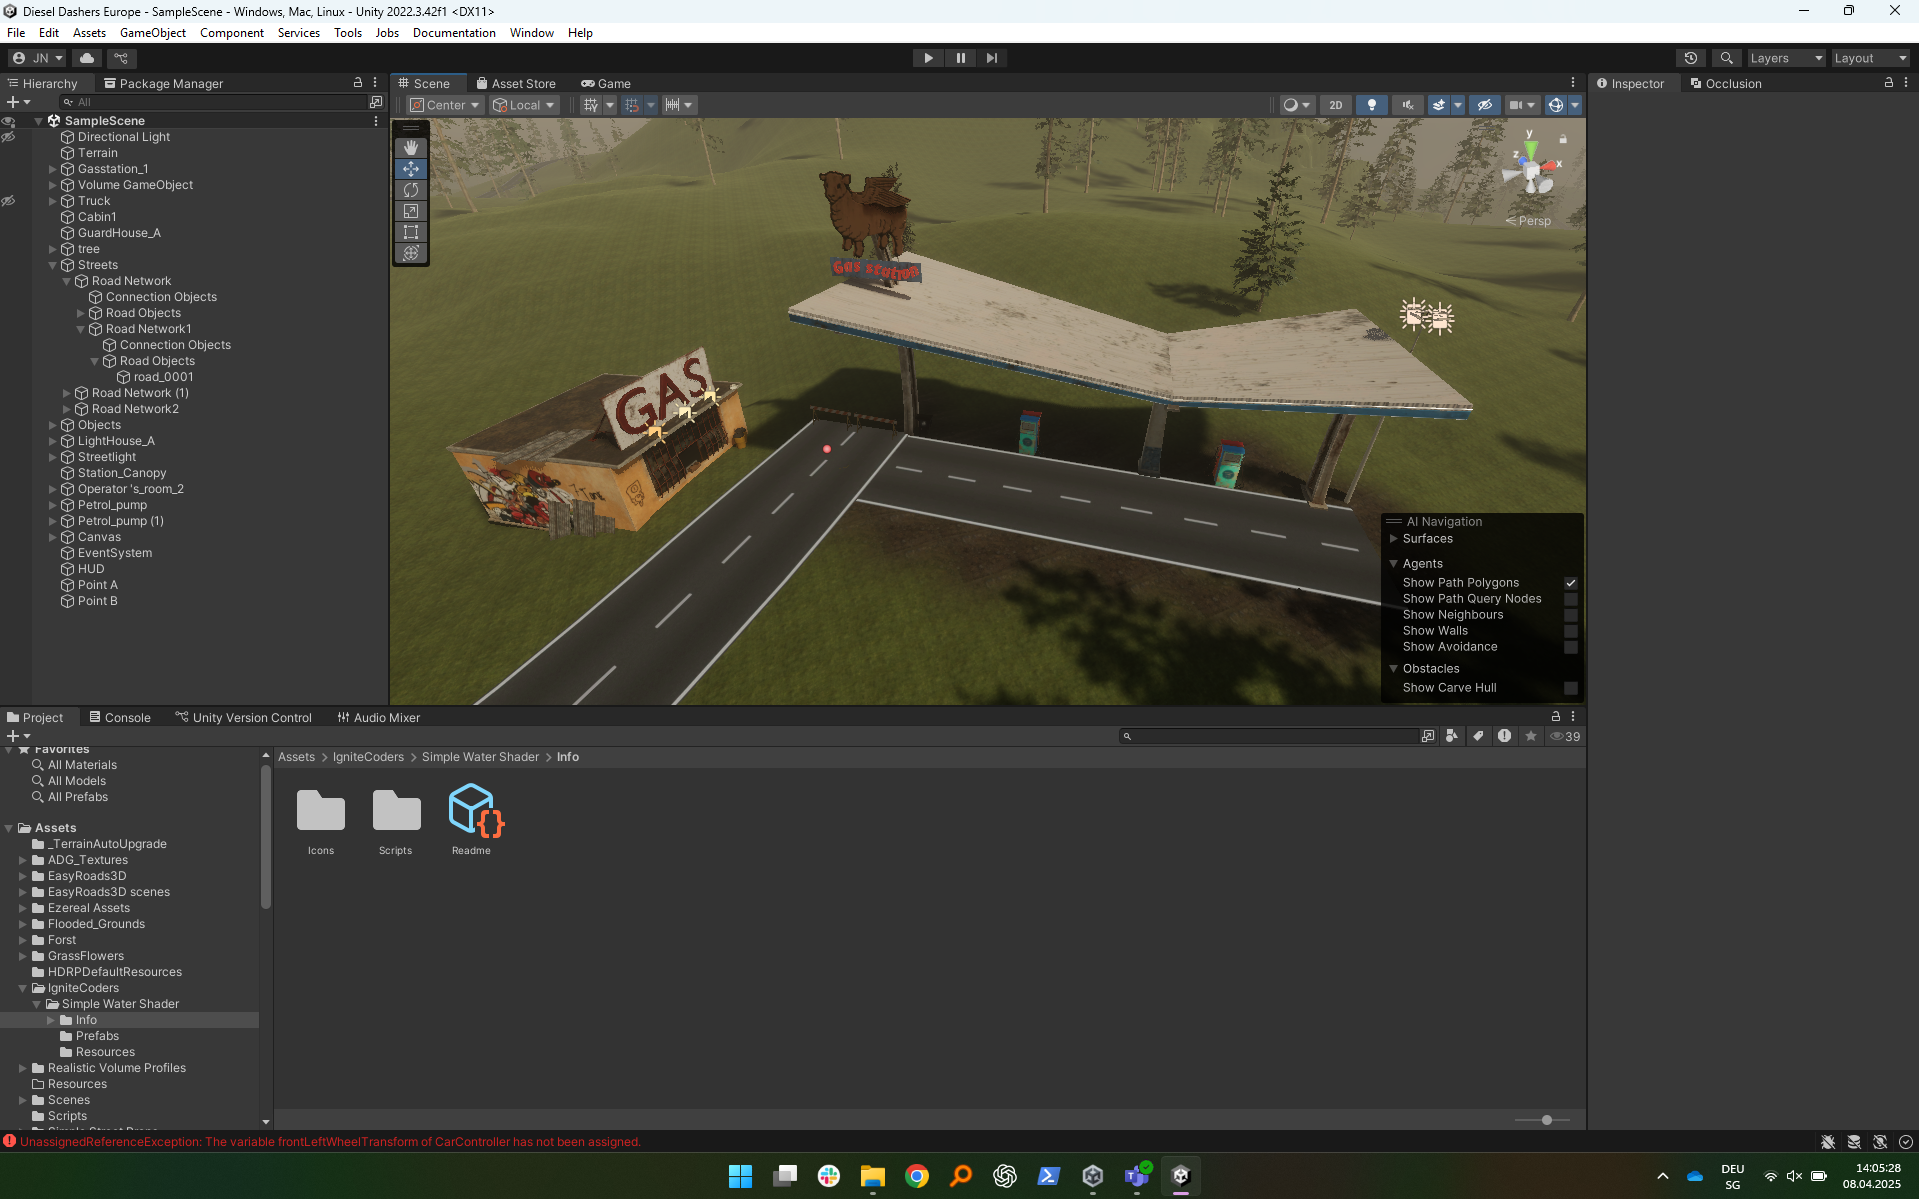 Diesel Dashers Europe - SampleScene - Windows, Mac, Linux - Unity 2022.3.42f1 <DX11>
File Edit Assets GameObject Component Services Tools Jobs Documentation Window Help
JN
Layers
Layout
Hierarchy
Package Manager
All
SampleScene
Directional Light
Terrain
Gasstation_1
Volume GameObject
Truck
Cabin1
GuardHouse_A
tree
Streets
Road Network
Connection Objects
Road Objects
Road Network1
Connection Objects
Road Objects
road_0001
Road Network (1)
Road Network2
Objects
LightHouse_A
Streetlight
Station_Canopy
Operator 's_room_2
Petrol_pump
Petrol_pump (1)
Canvas
EventSystem
HUD
Point A
Point B
Scene
Asset Store
Game
Center
Local
2D
y
z
x
Persp
Gas station
GAS
AI Navigation
Surfaces
Agents
Show Path Polygons
Show Path Query Nodes
Show Neighbours
Show Walls
Show Avoidance
Obstacles
Show Carve Hull
Inspector
Occlusion
Project
Console
Unity Version Control
Audio Mixer
39
Favorites
All Materials
All Models
All Prefabs
Assets
_TerrainAutoUpgrade
ADG_Textures
EasyRoads3D
EasyRoads3D scenes
Ezereal Assets
Flooded_Grounds
Forst
GrassFlowers
HDRPDefaultResources
IgniteCoders
Simple Water Shader
Info
Prefabs
Resources
Realistic Volume Profiles
Resources
Scenes
Scripts
Assets > IgniteCoders > Simple Water Shader > Info
Icons
Scripts
Readme
UnassignedReferenceException: The variable frontLeftWheelTransform of CarController has not been assigned.
DEU
SG
14:05:28
08.04.2025